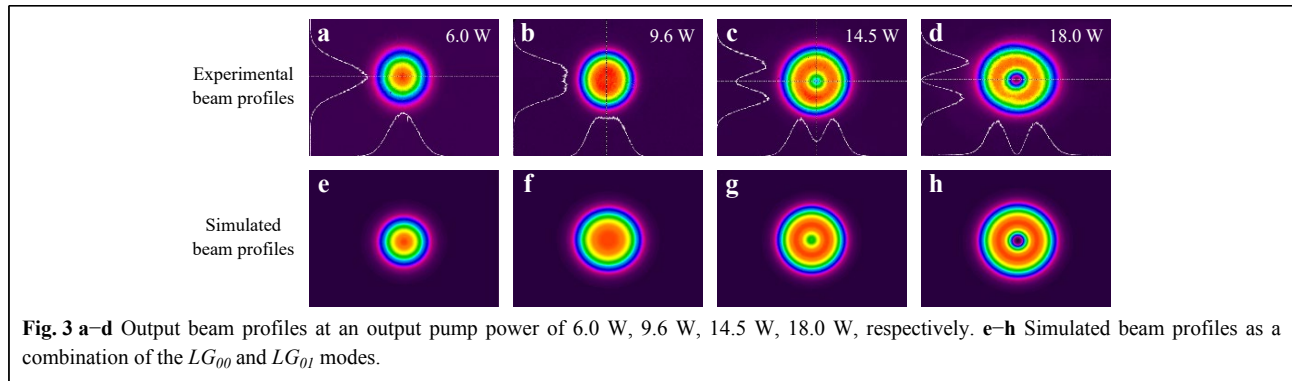 a 6.0 W b 9.6 W c 14.5 W d 18.0 W
Experimental
beam profiles
e f g h
Simulated
beam profiles
Fig. 3 a−d Output beam profiles at an output pump power of 6.0 W, 9.6 W, 14.5 W, 18.0 W, respectively. e−h Simulated beam profiles as a
combination of the LG00 and LG01 modes.